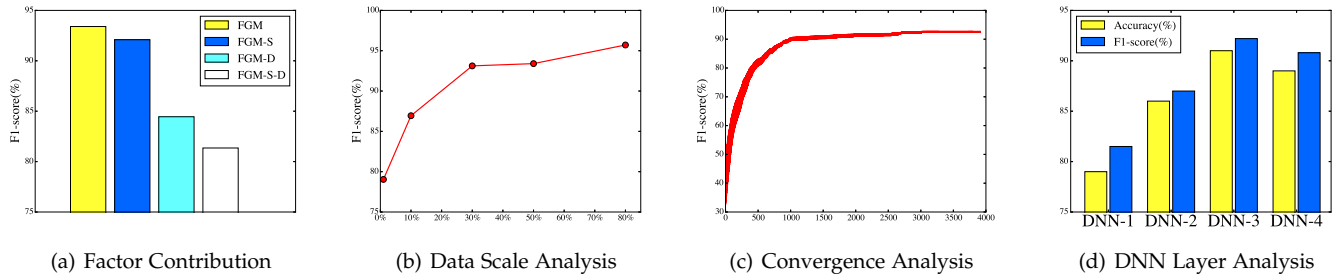 95
90
85
80
75
F1-score(%)
FGM
FGM-S
FGM-D
FGM-S-D
(a) Factor Contribution
100
95
90
85
80
75
F1-score(%)
0%
10%
20%
30%
40%
50%
60%
70%
80%
(b) Data Scale Analysis
100
90
80
70
60
50
40
30
F1-score(%)
0
500
1000
1500
2000
2500
3000
3500
4000
(c) Convergence Analysis
95
90
85
80
75
Accuracy(%)
F1-score(%)
DNN-1
DNN-2
DNN-3
DNN-4
(d) DNN Layer Analysis